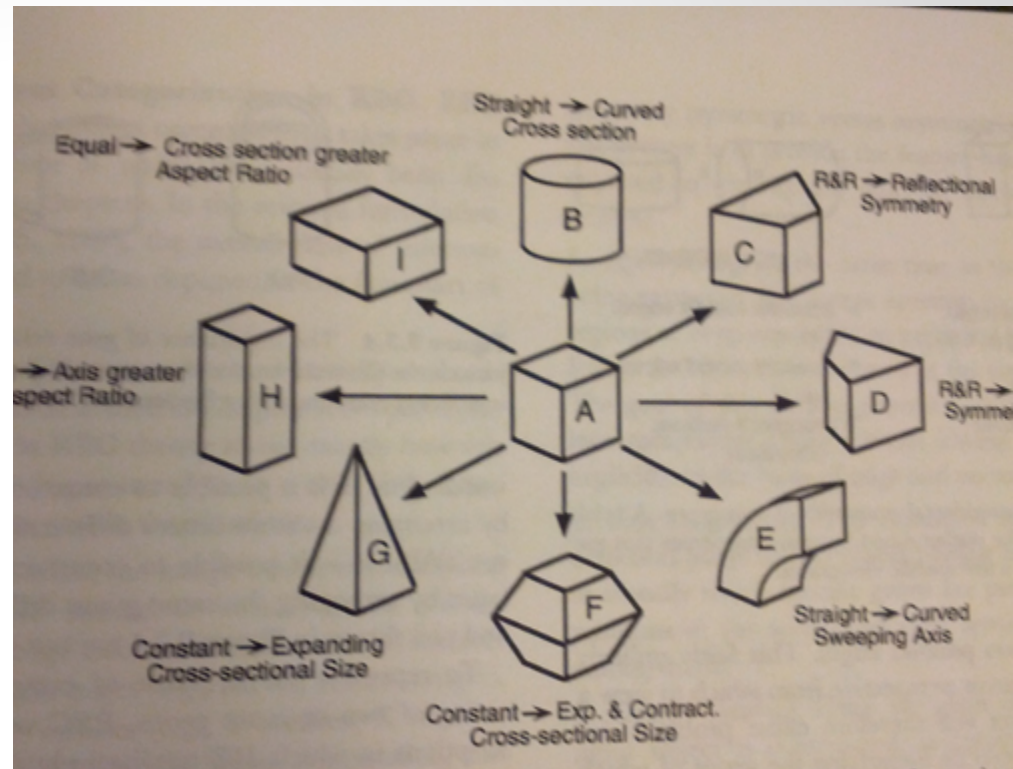 Straight → Curved
Cross section
Equal → Cross section greater
Aspect Ratio
R&R → Reflectional
Symmetry
B
C
I
→ Axis greater
spect Ratio
H
A
D
R&R →
Symme
G
E
F
Straight → Curved
Sweeping Axis
Constant → Expanding
Cross-sectional Size
Constant → Exp. & Contract.
Cross-sectional Size